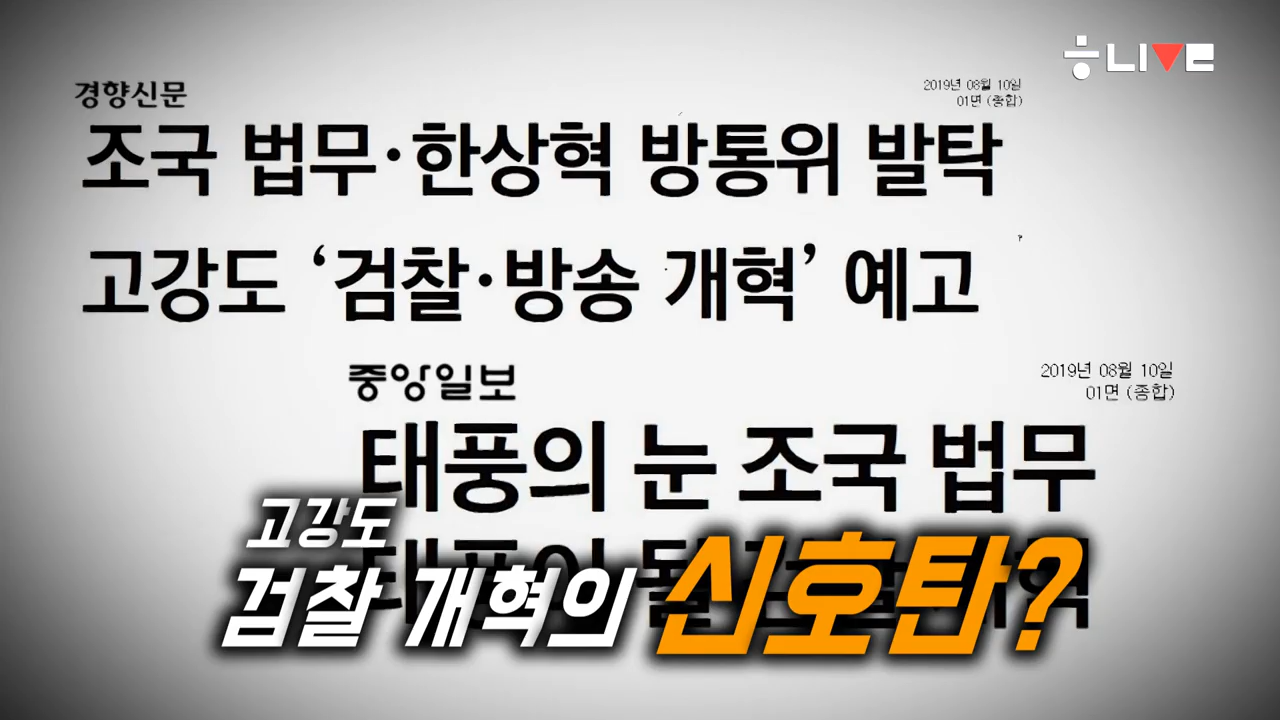 ㅎLIVE
경향신문
2019년 08월 10일
01면 (종합)
조국 법무·한상혁 방통위 발탁
고강도 ‘검찰·방송 개혁’ 예고
중앙일보
2019년 08월 10일
01면 (종합)
태풍의 눈 조국 법무
고강도
검찰 개혁의 신호탄?